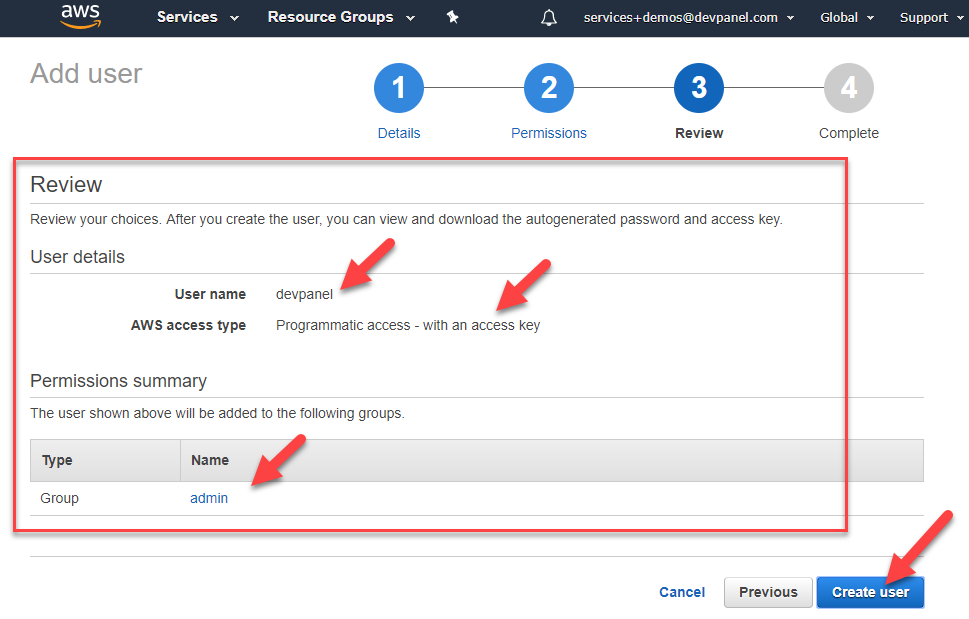 aws Services Resource Groups services+demos@devpanel.com Global Support
Add user
1 2 3 4
Details Permissions Review Complete
Review
Review your choices. After you create the user, you can view and download the autogenerated password and access key.
User details
User name devpanel
AWS access type Programmatic access - with an access key
Permissions summary
The user shown above will be added to the following groups.
Type Name
Group admin
Cancel Previous Create user